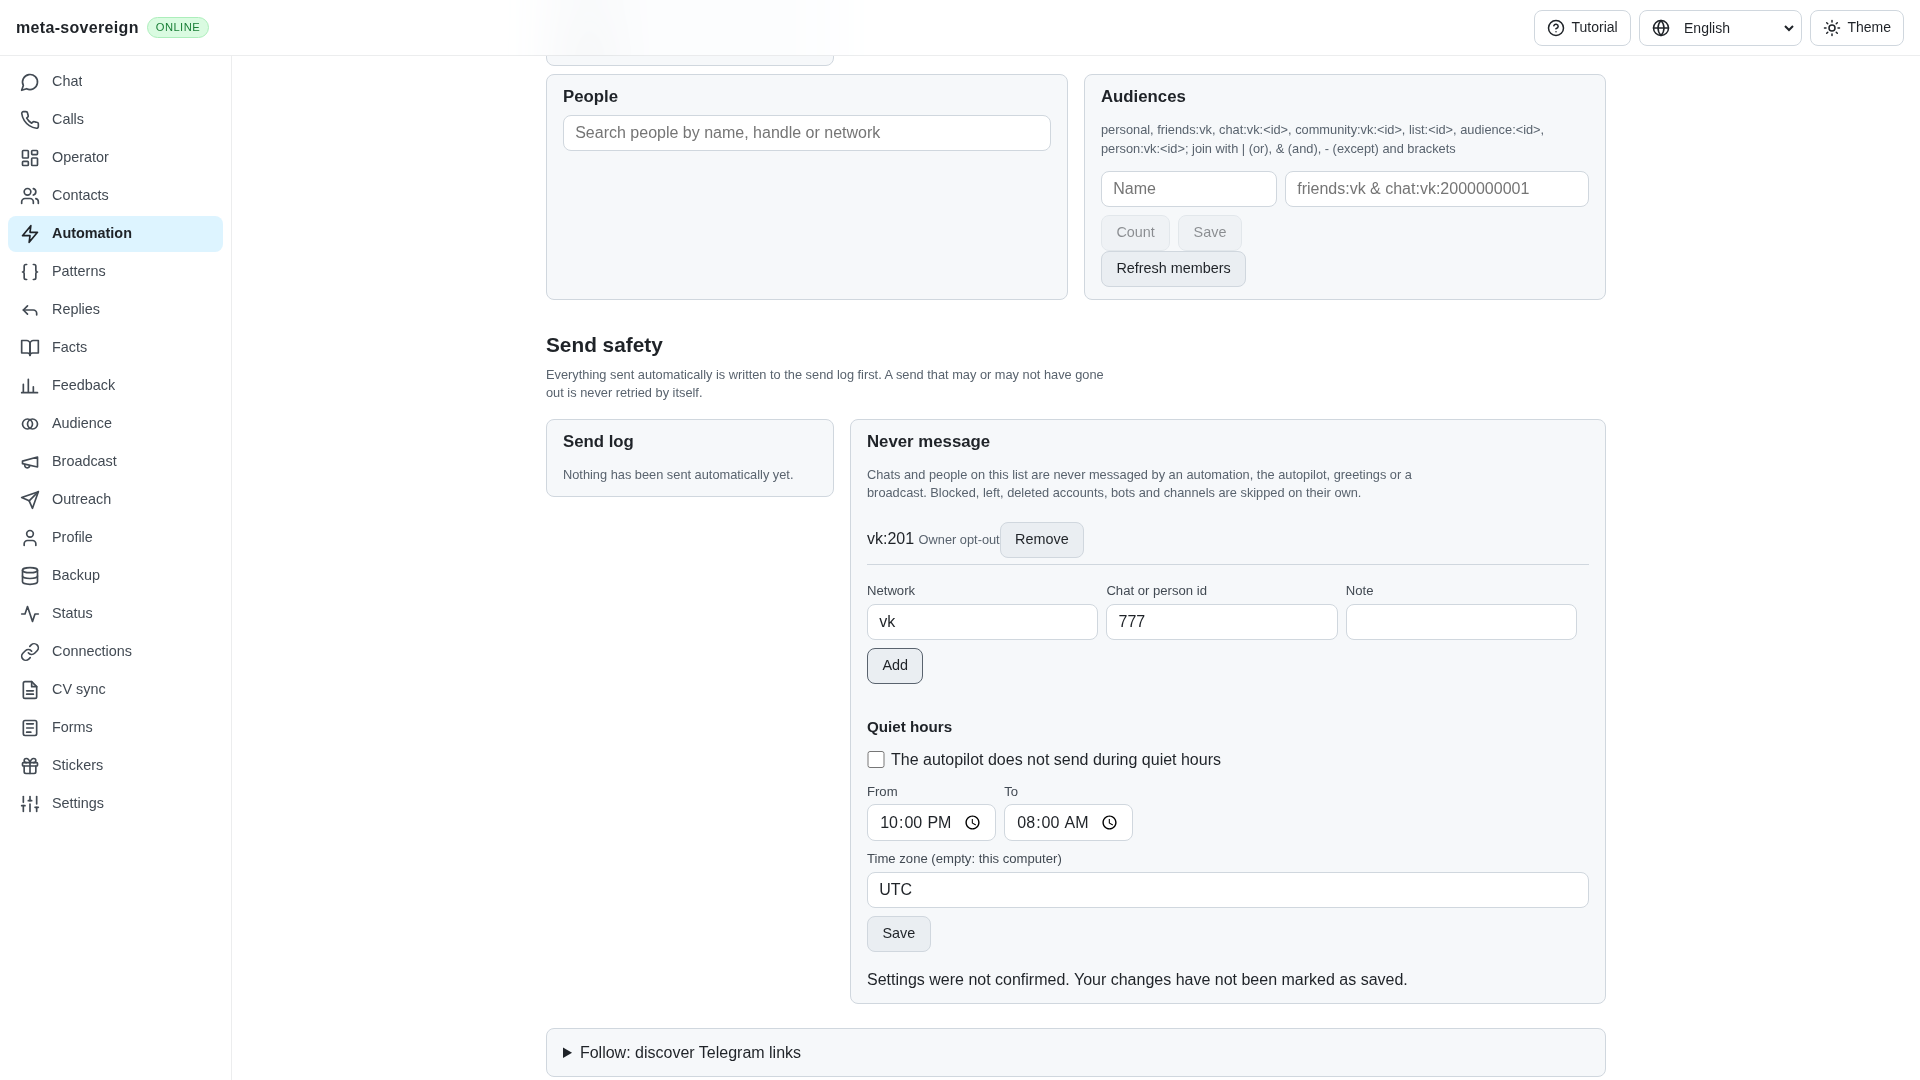 meta-sovereign ONLINE
Tutorial
English
Theme
Chat
Calls
Operator
Contacts
Automation
Patterns
Replies
Facts
Feedback
Audience
Broadcast
Outreach
Profile
Backup
Status
Connections
CV sync
Forms
Stickers
Settings
People
Search people by name, handle or network
Audiences
personal, friends:vk, chat:vk:<id>, community:vk:<id>, list:<id>, audience:<id>,
person:vk:<id>; join with | (or), & (and), - (except) and brackets
Name
friends:vk & chat:vk:2000000001
Count
Save
Refresh members
Send safety
Everything sent automatically is written to the send log first. A send that may or may not have gone
out is never retried by itself.
Send log
Nothing has been sent automatically yet.
Never message
Chats and people on this list are never messaged by an automation, the autopilot, greetings or a
broadcast. Blocked, left, deleted accounts, bots and channels are skipped on their own.
vk:201 Owner opt-out Remove
Network
Chat or person id
Note
vk
777
Add
Quiet hours
The autopilot does not send during quiet hours
From
To
10:00 PM
08:00 AM
Time zone (empty: this computer)
UTC
Save
Settings were not confirmed. Your changes have not been marked as saved.
Follow: discover Telegram links